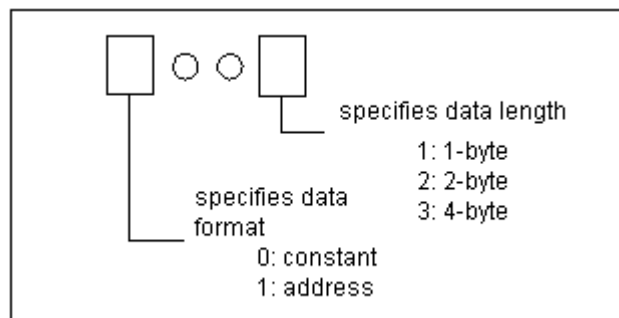 specifies data length
1: 1-byte
2: 2-byte
3: 4-byte
specifies data
format
0: constant
1: address